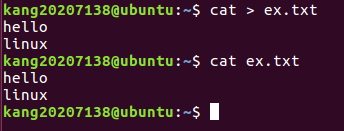 kang20207138@ubuntu:~$ cat > ex.txt
hello
linux
kang20207138@ubuntu:~$ cat ex.txt
hello
linux
kang20207138@ubuntu:~$